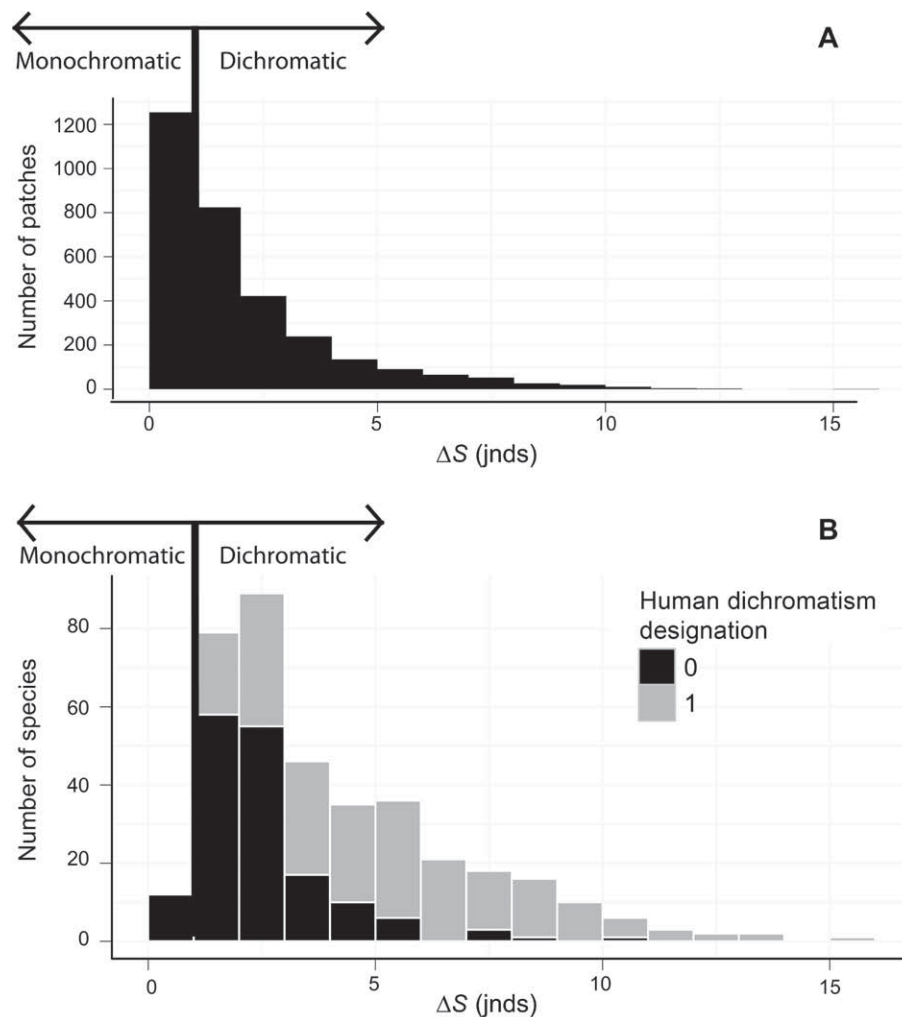 A
Monochromatic Dichromatic
Number of patches
1200
1000
800
600
400
200
0
0 5 10 15
ΔS (jnds)
B
Monochromatic Dichromatic
Number of species
80
60
40
20
0
Human dichromatism
designation
0
1
0 5 10 15
ΔS (jnds)